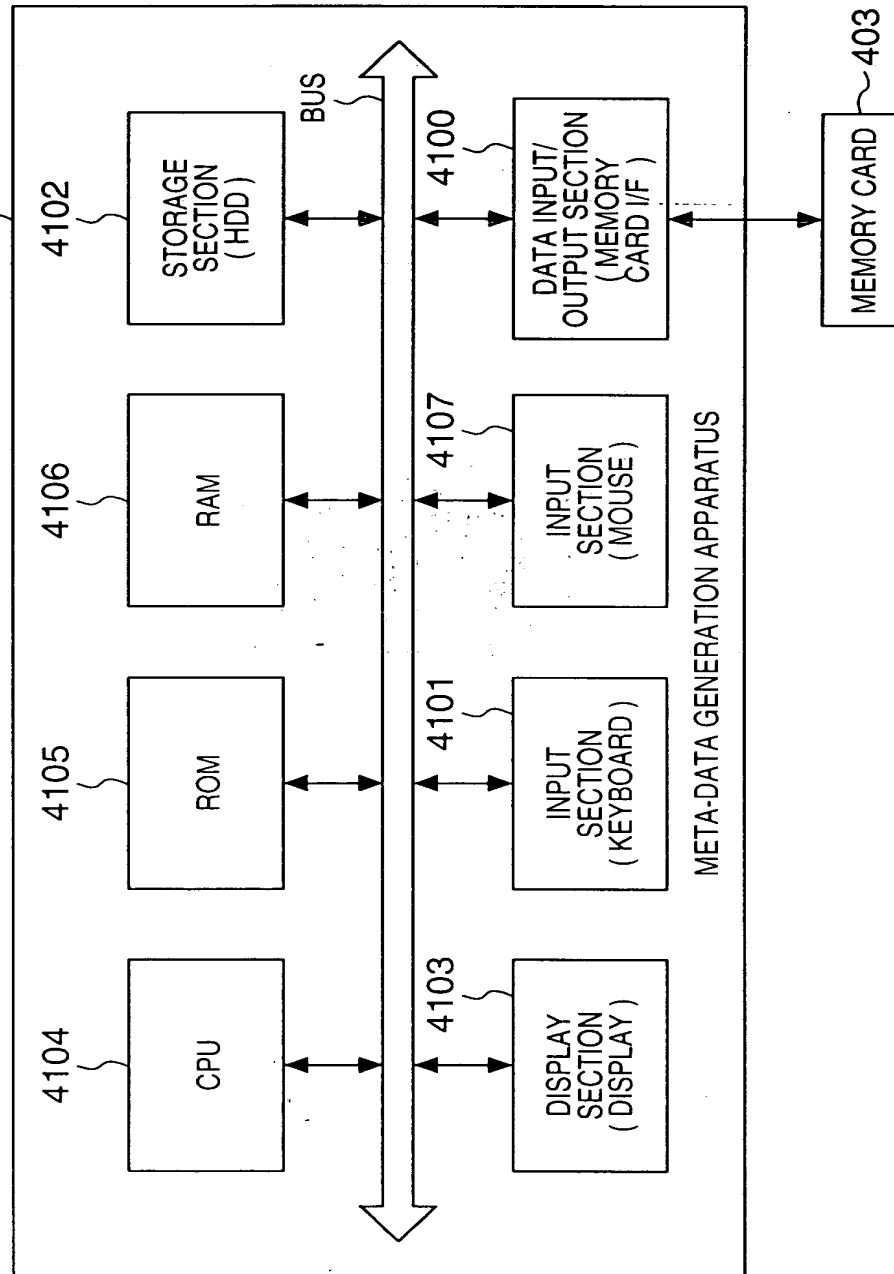 4104
CPU
4105
ROM
4106
RAM
4102
STORAGE
SECTION
(HDD)
BUS
4103
DISPLAY
SECTION
(DISPLAY)
4101
INPUT
SECTION
(KEYBOARD)
4107
INPUT
SECTION
(MOUSE)
4100
DATA INPUT/
OUTPUT SECTION
(MEMORY
CARD I/F)
META-DATA GENERATION APPARATUS
MEMORY CARD
403